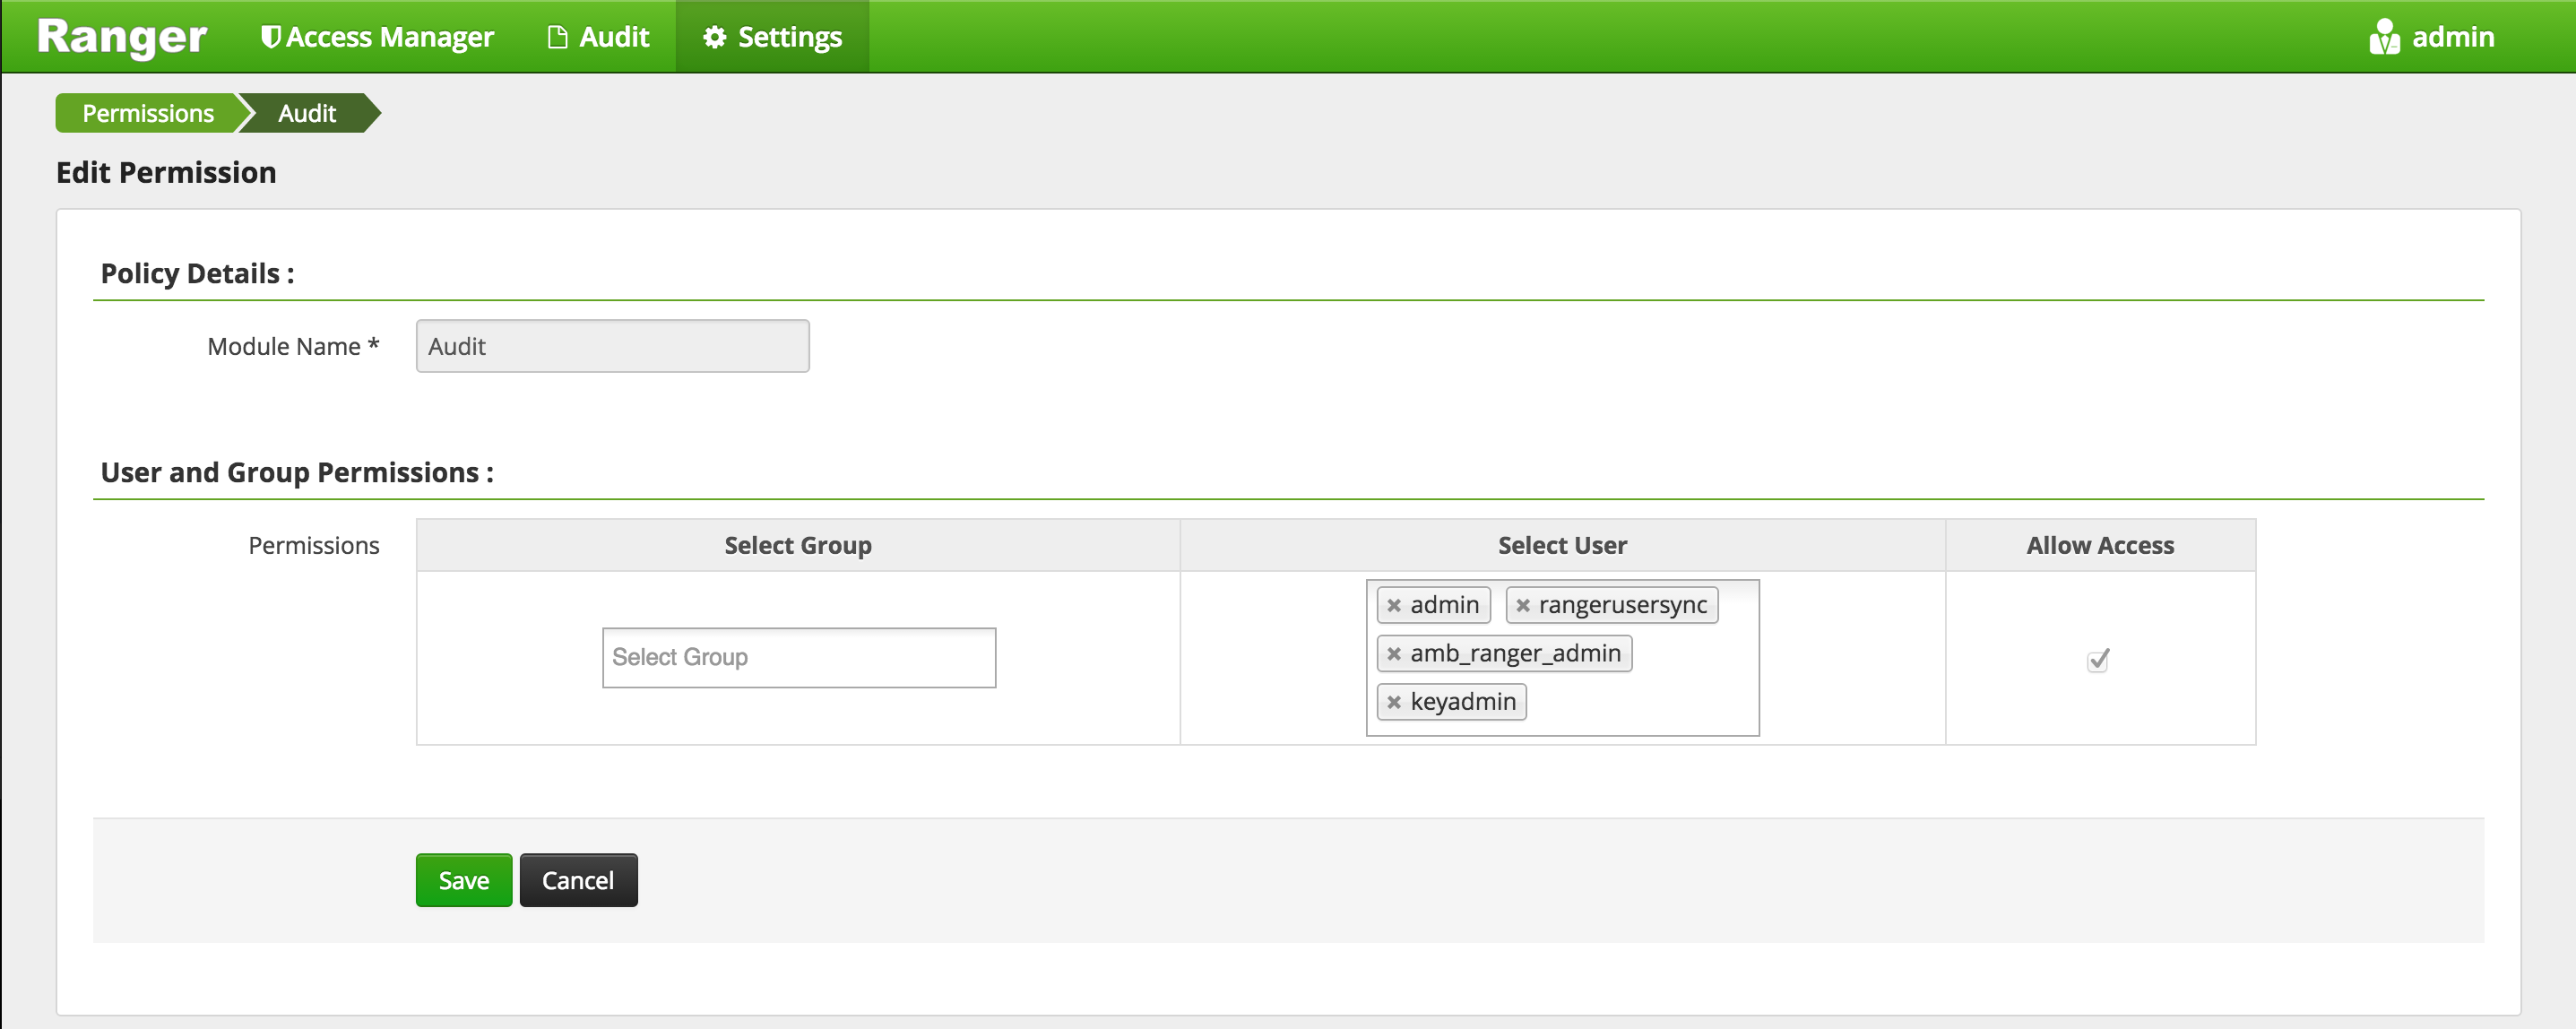 Ranger Access Manager Audit Settings admin
Permissions Audit
Edit Permission
Policy Details :
Module Name * Audit
User and Group Permissions :
Permissions Select Group Select User Allow Access
Select Group
admin rangerusersync
amb_ranger_admin
keyadmin
Save Cancel